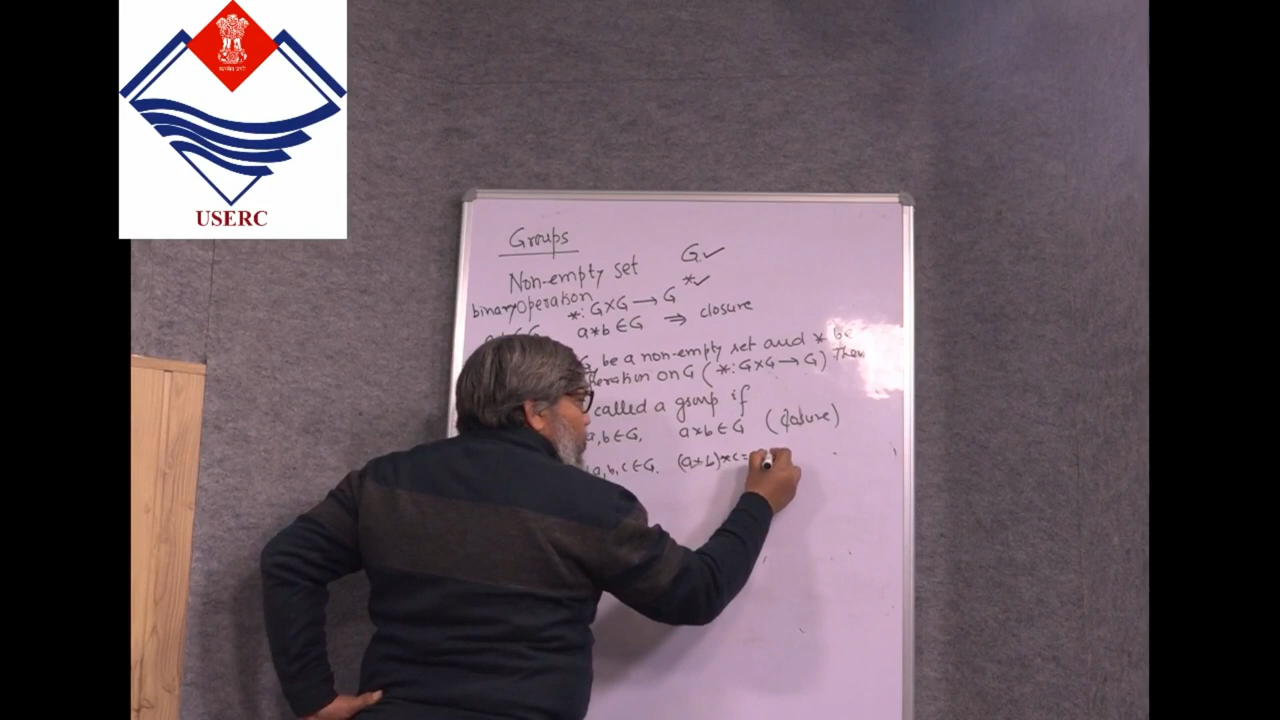 USERC
Groups
Non-empty set G ✓
binary operation *: G×G → G *✓
a*b ∈ G ⇒ closure
be a non-empty set and * be
on G ( *: G×G → G) Then
called a group if
a,b ∈ G, a*b ∈ G (closure)
a,b,c ∈ G, (a*b)*c =